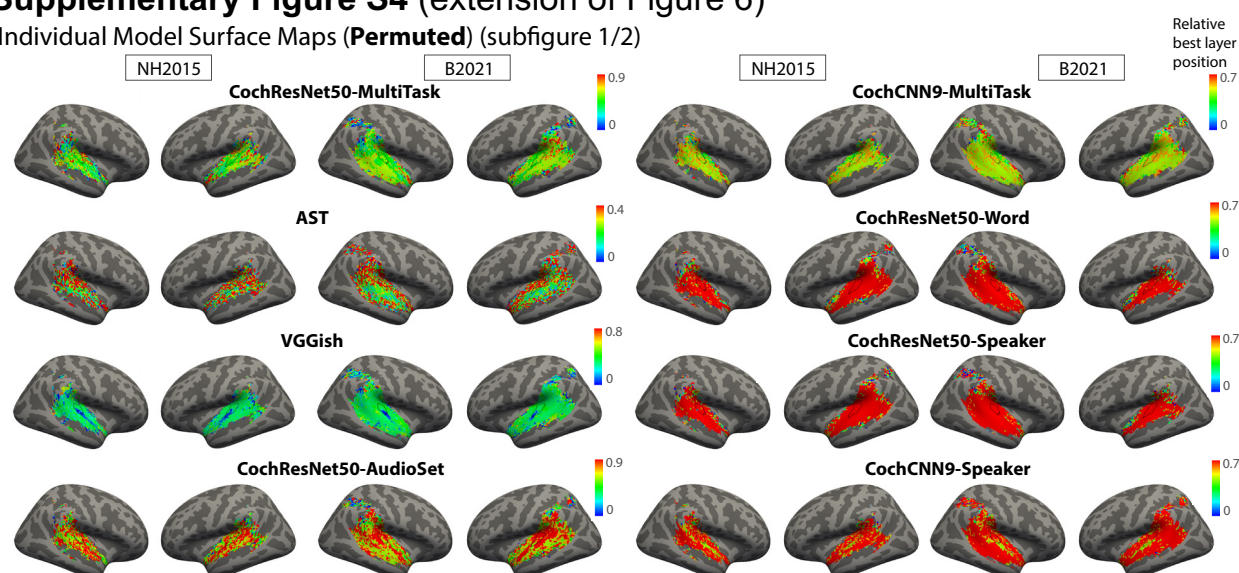 Supplementary Figure S4 (extension of Figure 6)
Individual Model Surface Maps (Permuted) (subfigure 1/2)
Relative
best layer
position
NH2015
B2021
NH2015
B2021
CochResNet50-MultiTask
0.9
0
CochCNN9-MultiTask
0.7
0
AST
0.4
0
CochResNet50-Word
0.7
0
VGGish
0.8
0
CochResNet50-Speaker
0.7
0
CochResNet50-AudioSet
0.9
0
CochCNN9-Speaker
0.7
0